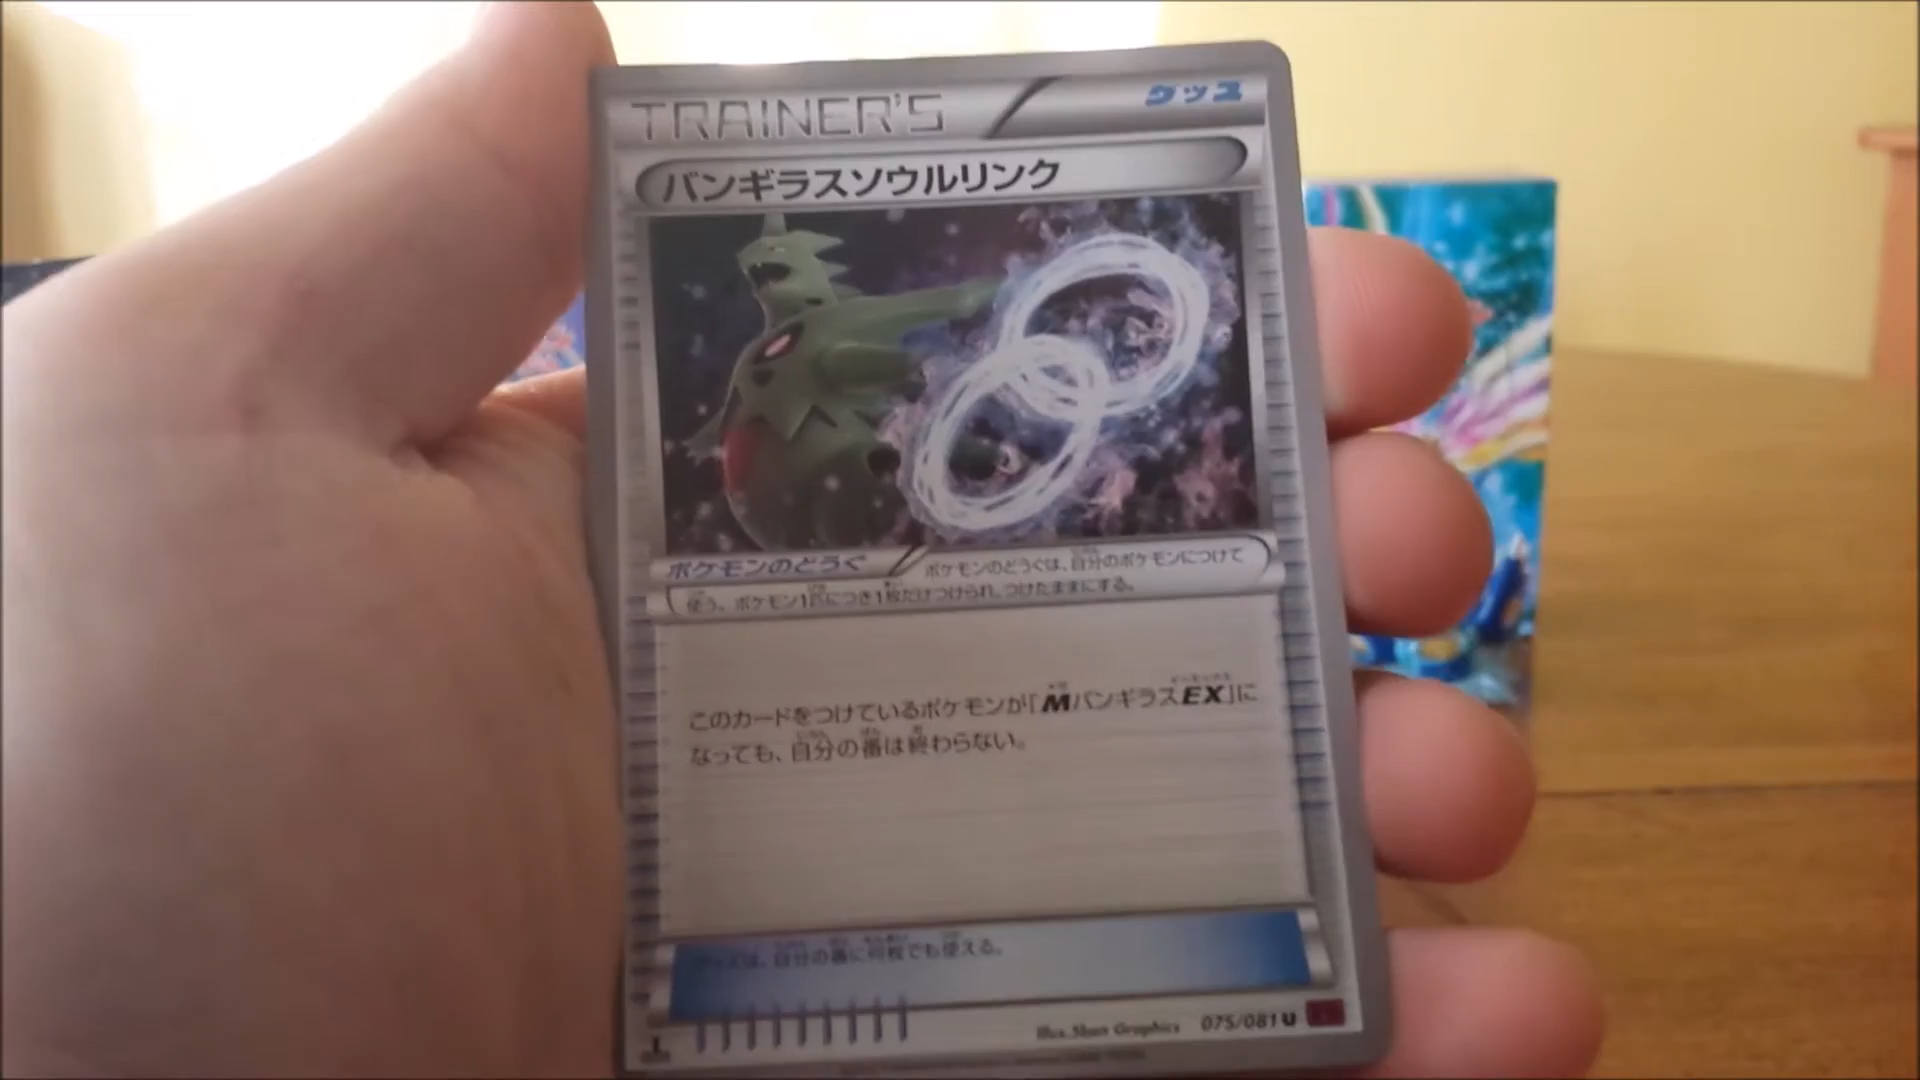 TRAINER'S
グッズ
バンギラスソウルリンク
ポケモンのどうぐ
ポケモンのどうぐは、自分のポケモンにつけて
使う。ポケモン1匹につき1枚だけつけられ、つけたままにする。
このカードをつけているポケモンが「MバンギラスEX」に
なっても、自分の番は終わらない。
グッズは、自分の番に何枚でも使える。
Illus. 5ban Graphics
075/081 U